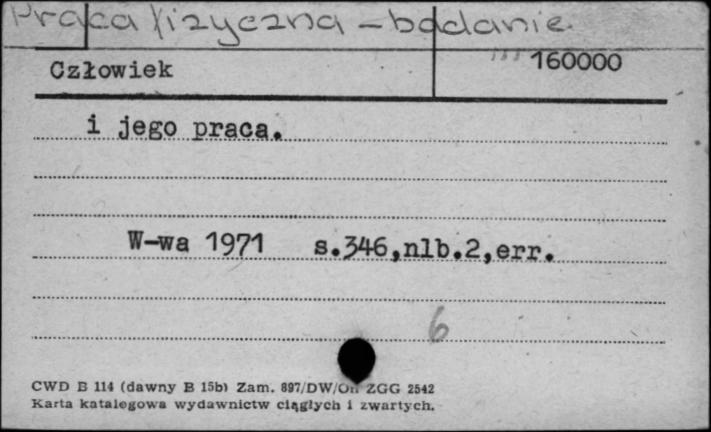 Praca fizyczna - badanie
Człowiek 160000
i jego praca.
W-wa 1971 s.346,nlb.2,err.
6
CWD B 114 (dawny B 15b) Zam. 897/DW/On ZGG 2542
Karta katalogowa wydawnictw ciągłych i zwartych.